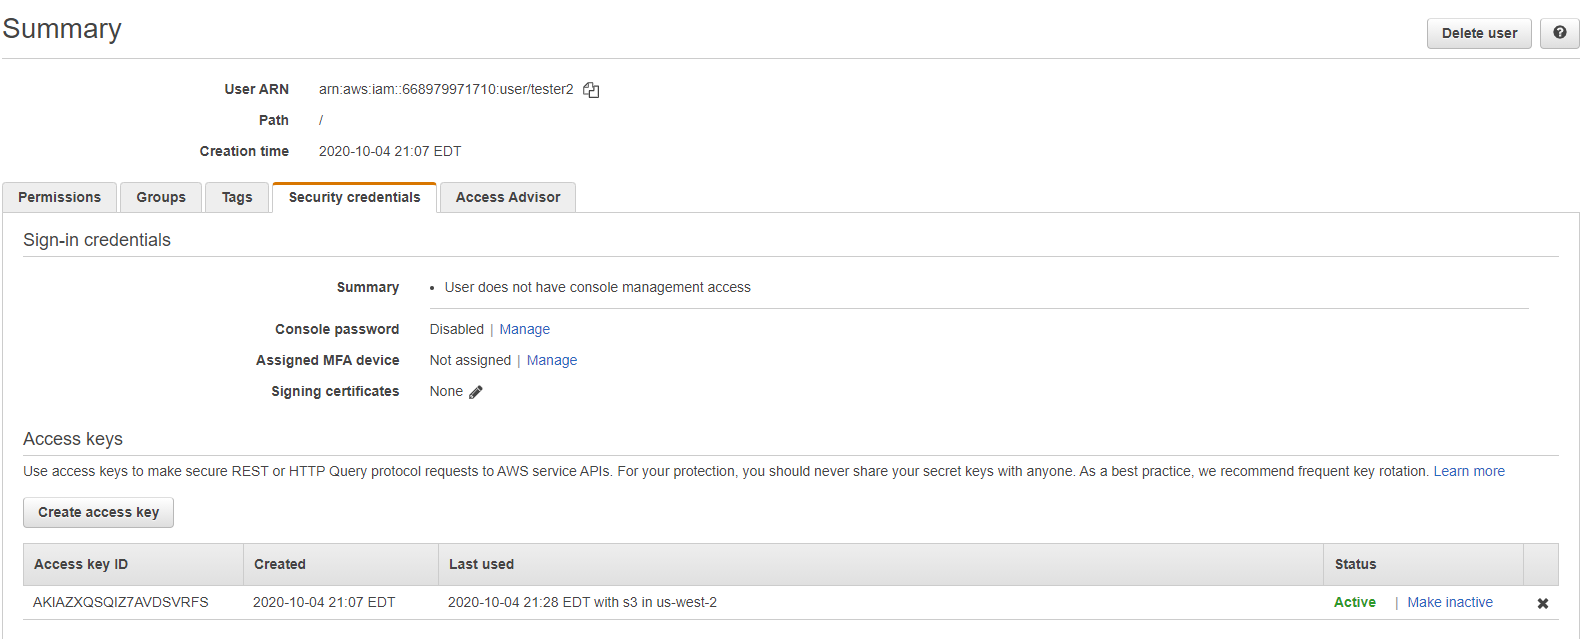 Summary
Delete user
User ARN arn:aws:iam::668979971710:user/tester2
Path /
Creation time 2020-10-04 21:07 EDT
Permissions Groups Tags Security credentials Access Advisor
Sign-in credentials
Summary • User does not have console management access
Console password Disabled | Manage
Assigned MFA device Not assigned | Manage
Signing certificates None
Access keys
Use access keys to make secure REST or HTTP Query protocol requests to AWS service APIs. For your protection, you should never share your secret keys with anyone. As a best practice, we recommend frequent key rotation. Learn more
Create access key
Access key ID Created Last used Status
AKIAZXQSQIZ7AVDSVRFS 2020-10-04 21:07 EDT 2020-10-04 21:28 EDT with s3 in us-west-2 Active | Make inactive